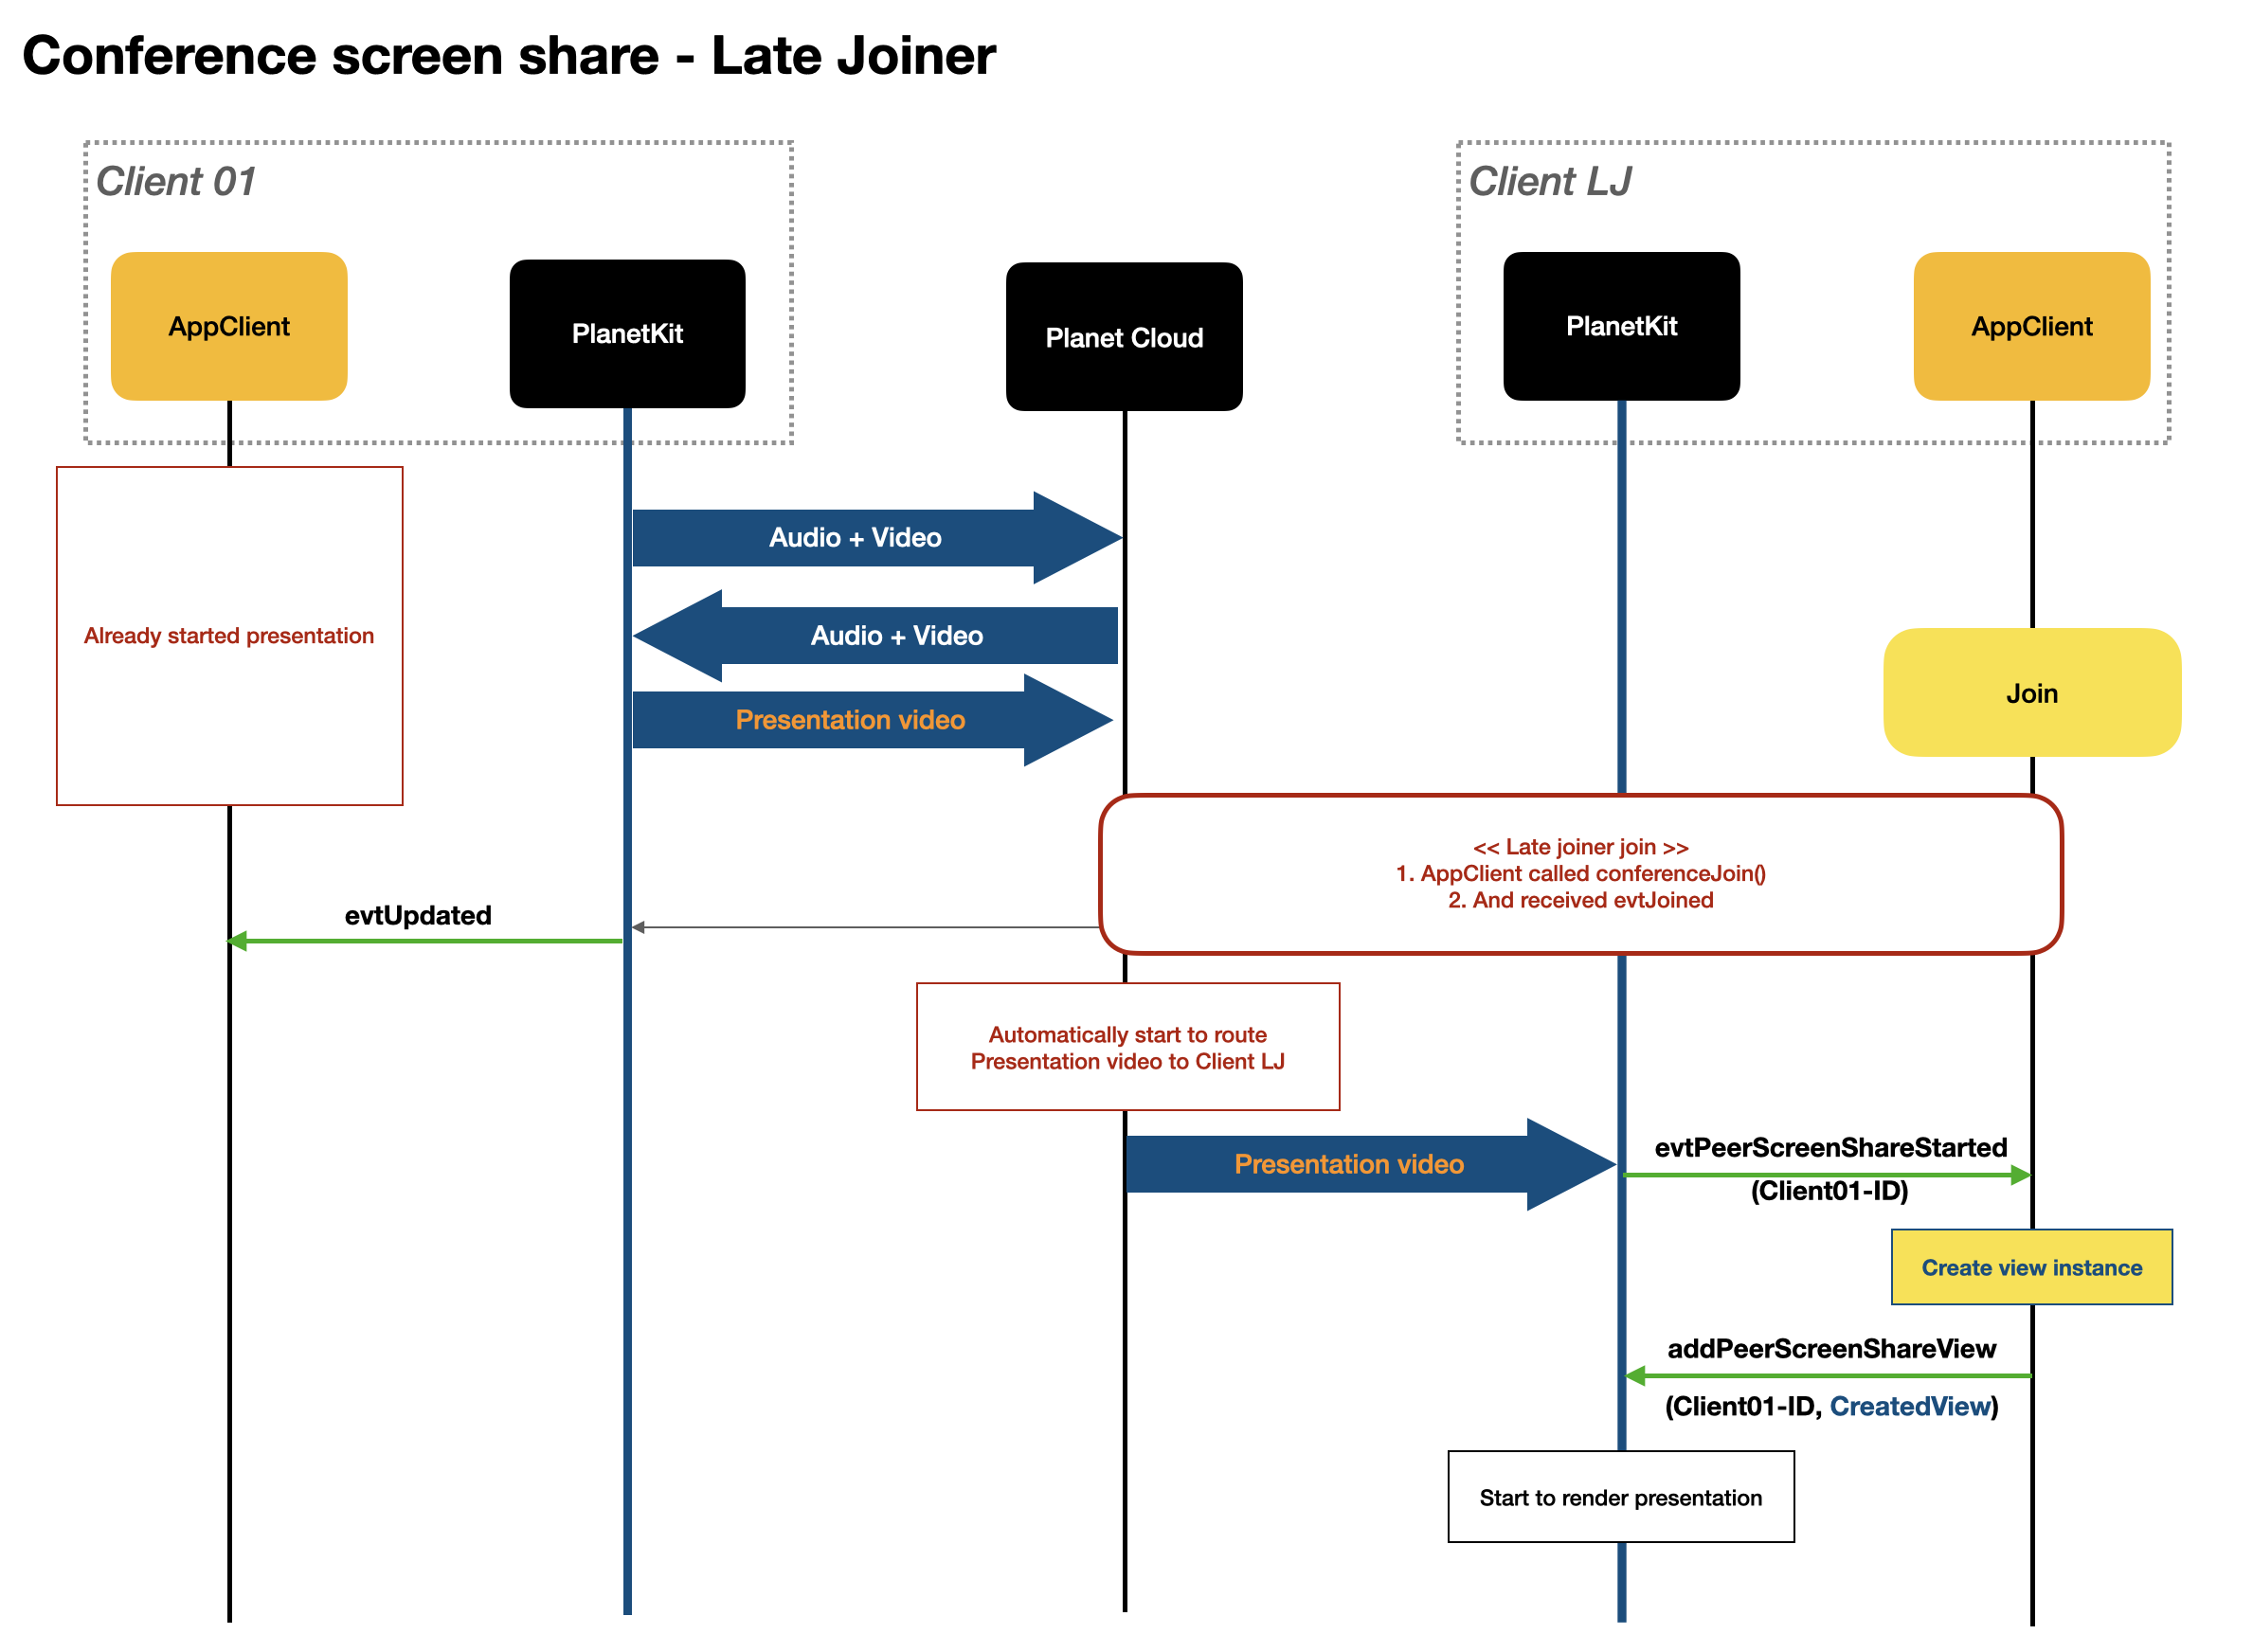 Conference screen share - Late Joiner
Client 01
Client LJ
AppClient
PlanetKit
Planet Cloud
PlanetKit
AppClient
Audio + Video
Already started presentation
Audio + Video
Join
Presentation video
<< Late joiner join >>
1. AppClient called conferenceJoin()
2. And received evtJoined
evtUpdated
Automatically start to route
Presentation video to Client LJ
Presentation video
evtPeerScreenShareStarted
(Client01-ID)
Create view instance
addPeerScreenShareView
(Client01-ID, CreatedView)
Start to render presentation